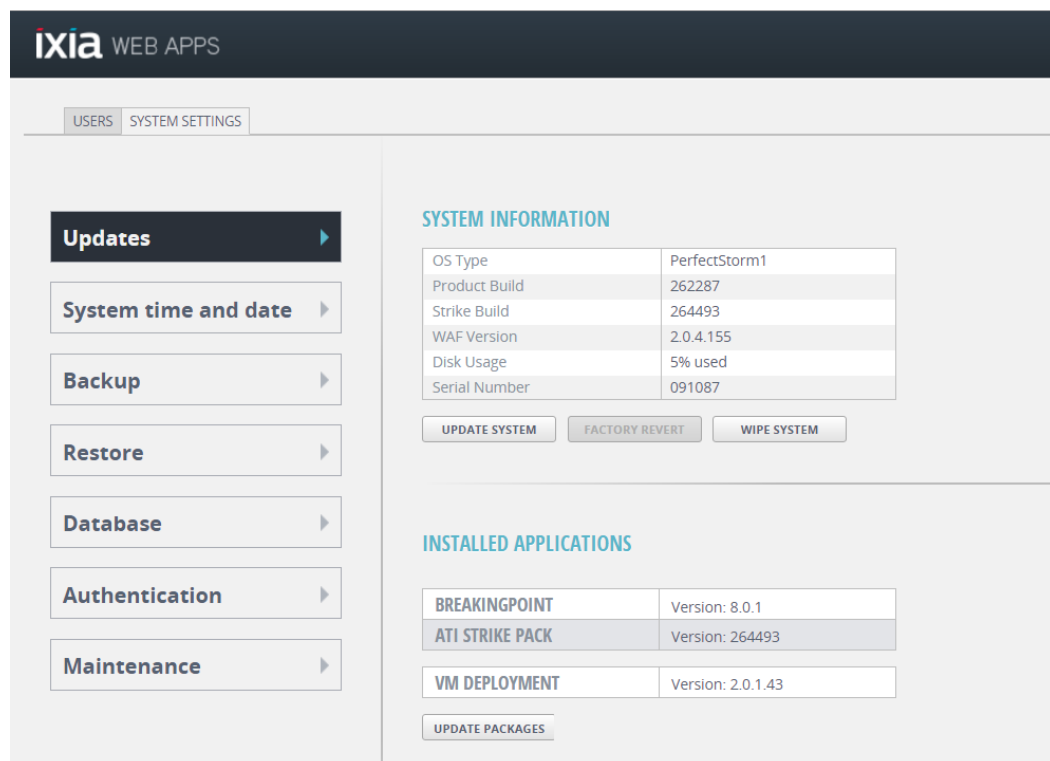 ixia WEB APPS
USERS SYSTEM SETTINGS
Updates
System time and date
Backup
Restore
Database
Authentication
Maintenance
SYSTEM INFORMATION
OS Type PerfectStorm1
Product Build 262287
Strike Build 264493
WAF Version 2.0.4.155
Disk Usage 5% used
Serial Number 091087
UPDATE SYSTEM FACTORY REVERT WIPE SYSTEM
INSTALLED APPLICATIONS
BREAKINGPOINT Version: 8.0.1
ATI STRIKE PACK Version: 264493
VM DEPLOYMENT Version: 2.0.1.43
UPDATE PACKAGES